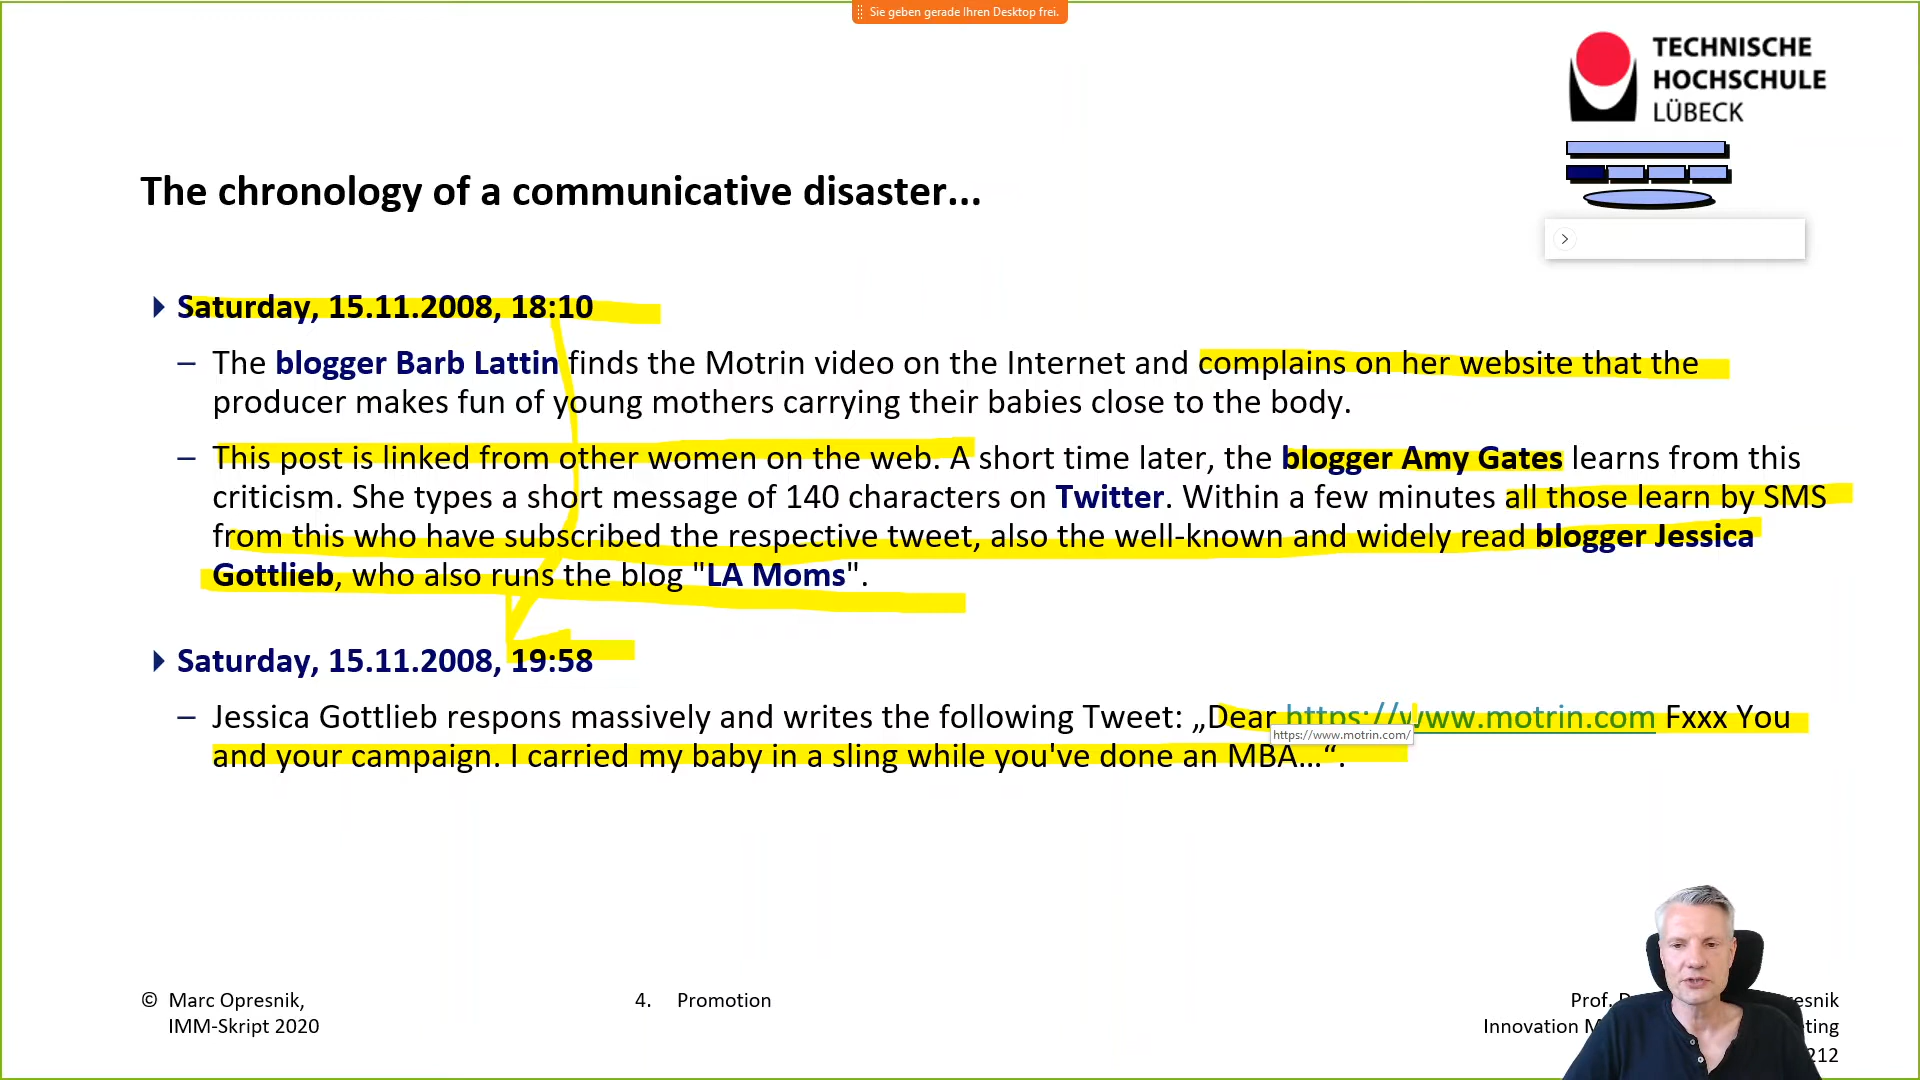 Sie geben gerade Ihren Desktop frei.
TECHNISCHE
HOCHSCHULE
LÜBECK
The chronology of a communicative disaster...
Saturday, 15.11.2008, 18:10
– The blogger Barb Lattin finds the Motrin video on the Internet and complains on her website that the
producer makes fun of young mothers carrying their babies close to the body.
– This post is linked from other women on the web. A short time later, the blogger Amy Gates learns from this
criticism. She types a short message of 140 characters on Twitter. Within a few minutes all those learn by SMS
from this who have subscribed the respective tweet, also the well-known and widely read blogger Jessica
Gottlieb, who also runs the blog "LA Moms".
Saturday, 15.11.2008, 19:58
– Jessica Gottlieb respons massively and writes the following Tweet: „Dear https://www.motrin.com Fxxx You
https://www.motrin.com/
and your campaign. I carried my baby in a sling while you've done an MBA...“.
© Marc Opresnik,
IMM-Skript 2020
4. Promotion
Prof.
Innovation
212